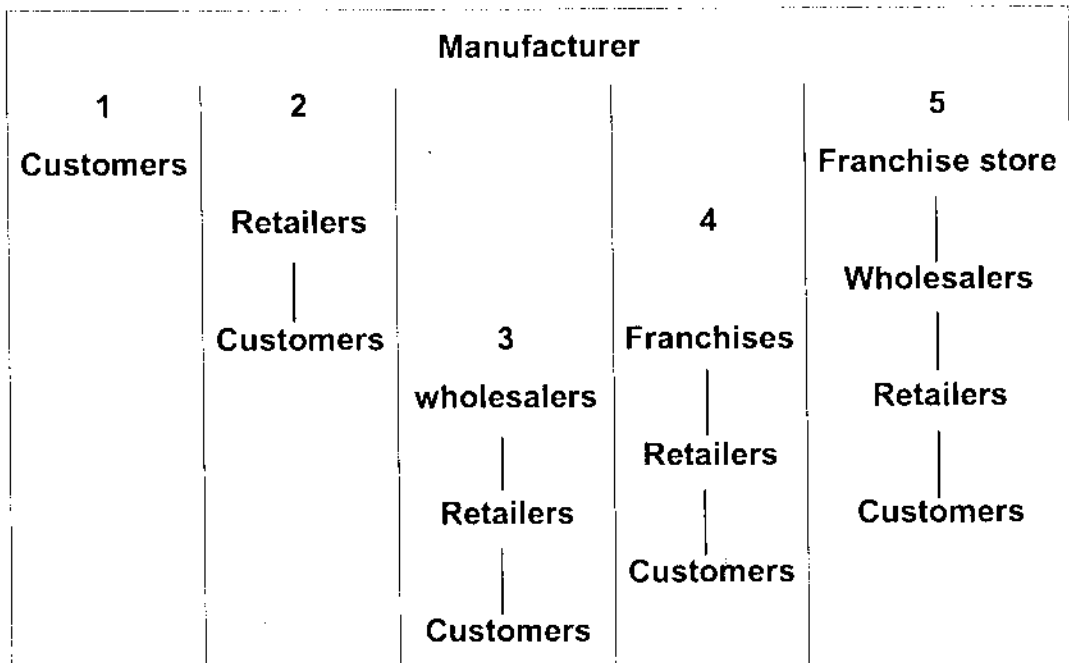 Manufacturer
1
Customers
2
Retailers
Customers
3
wholesalers
Retailers
Customers
4
Franchises
Retailers
Customers
5
Franchise store
Wholesalers
Retailers
Customers